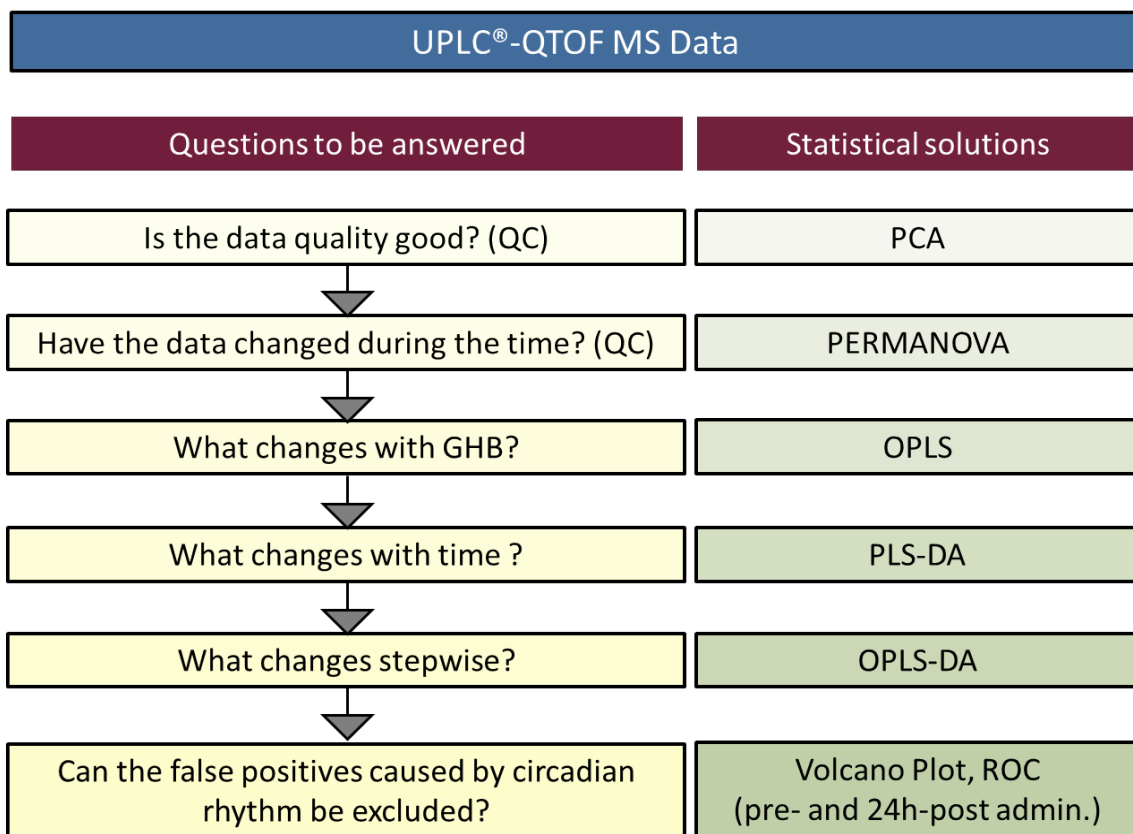 UPLC®-QTOF MS Data
Questions to be answered
Statistical solutions
Is the data quality good? (QC)
PCA
Have the data changed during the time? (QC)
PERMANOVA
What changes with GHB?
OPLS
What changes with time ?
PLS-DA
What changes stepwise?
OPLS-DA
Can the false positives caused by circadian
rhythm be excluded?
Volcano Plot, ROC
(pre- and 24h-post admin.)